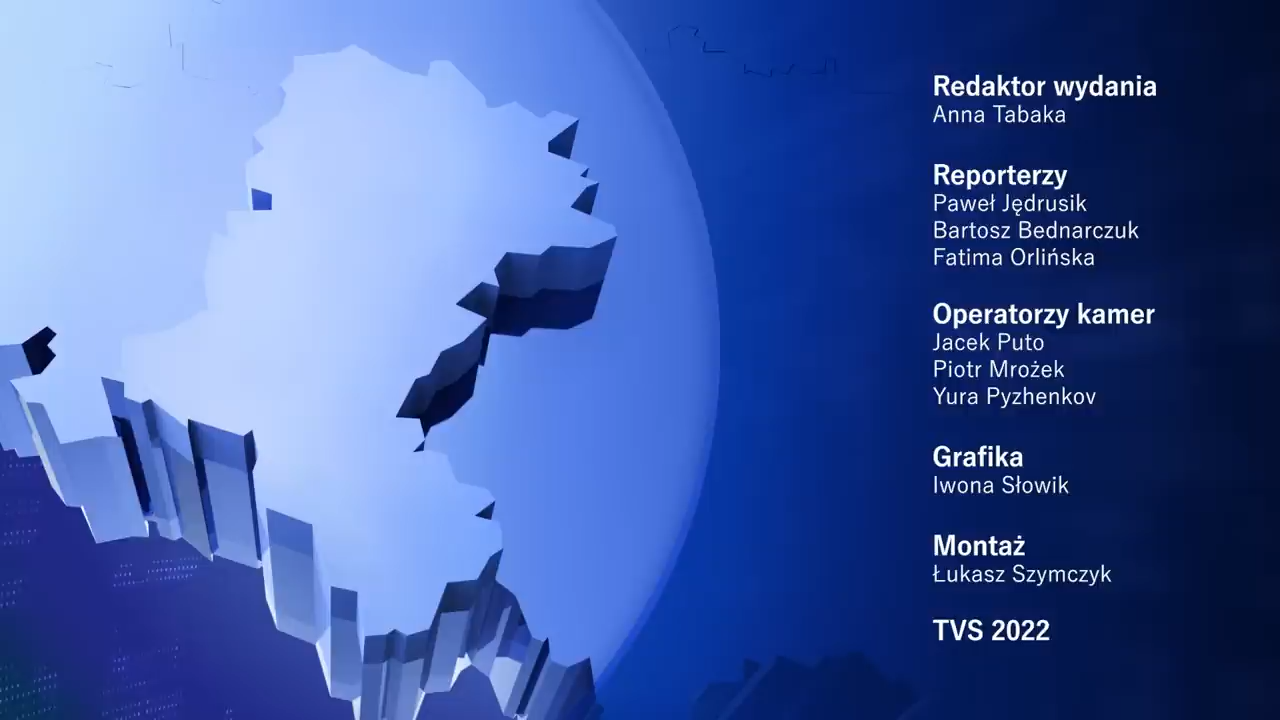 Redaktor wydania
Anna Tabaka
Reporterzy
Paweł Jędrusik
Bartosz Bednarczuk
Fatima Orlińska
Operatorzy kamer
Jacek Puto
Piotr Mrożek
Yura Pyzhenkov
Grafika
Iwona Słowik
Montaż
Łukasz Szymczyk
TVS 2022